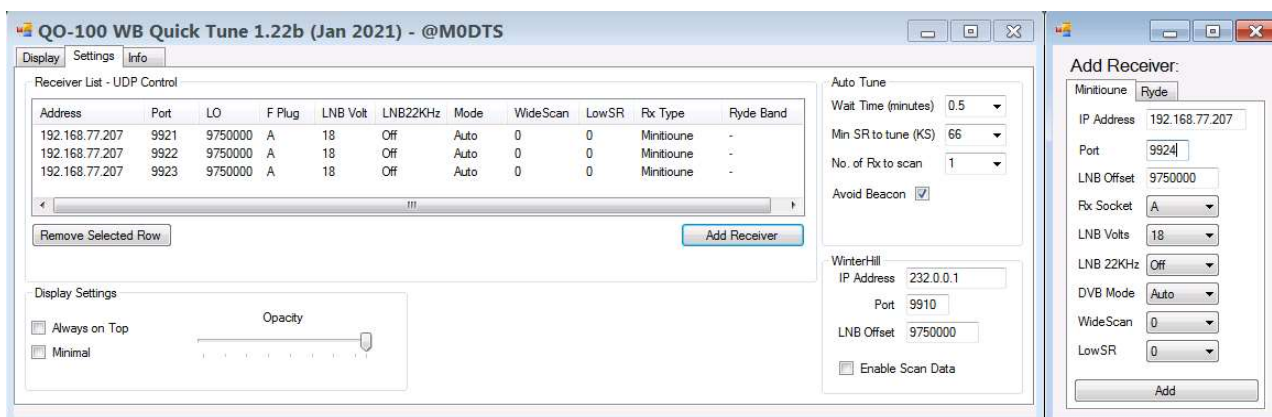 QO-100 WB Quick Tune 1.22b (Jan 2021) - @M0DTS
Display Settings Info
Receiver List - UDP Control
Address Port LO F Plug LNB Volt LNB22KHz Mode WideScan LowSR Rx Type Ryde Band
192.168.77.207 9921 9750000 A 18 Off Auto 0 0 Minitioune -
192.168.77.207 9922 9750000 A 18 Off Auto 0 0 Minitioune -
192.168.77.207 9923 9750000 A 18 Off Auto 0 0 Minitioune -
Remove Selected Row Add Receiver
Display Settings
Always on Top
Minimal
Opacity
Auto Tune
Wait Time (minutes) 0.5
Min SR to tune (KS) 66
No. of Rx to scan 1
Avoid Beacon
WinterHill
IP Address 232.0.0.1
Port 9910
LNB Offset 9750000
Enable Scan Data
Add Receiver:
Minitioune Ryde
IP Address 192.168.77.207
Port 9924
LNB Offset 9750000
Rx Socket A
LNB Volts 18
LNB 22KHz Off
DVB Mode Auto
WideScan 0
LowSR 0
Add